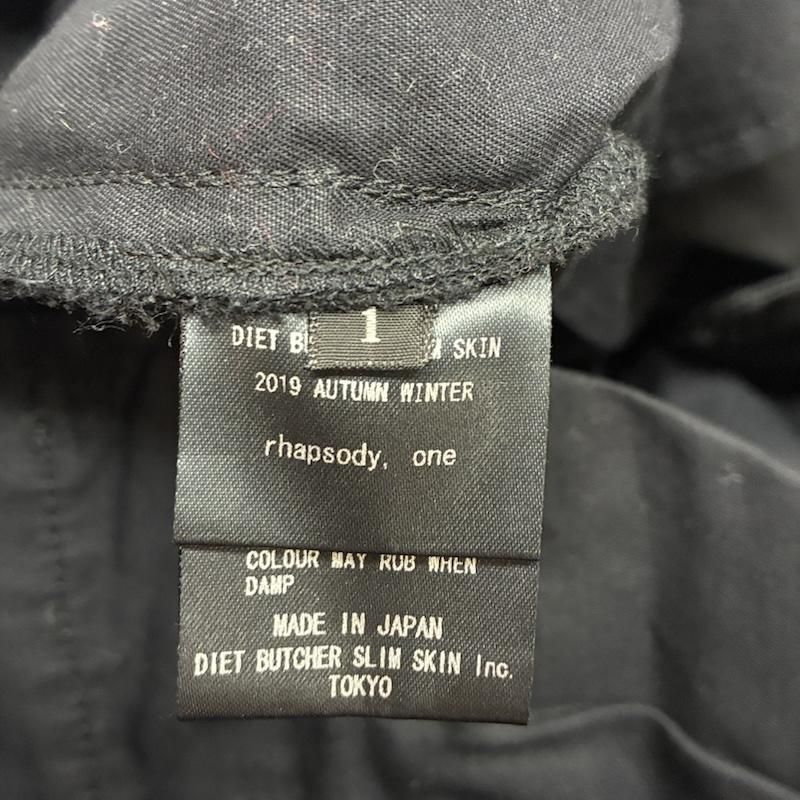 1
DIET SKIN
2019 AUTUMN WINTER
rhapsody, one
COLOUR MAY RUB WHEN
DAMP
MADE IN JAPAN
DIET BUTCHER SLIM SKIN Inc.
TOKYO